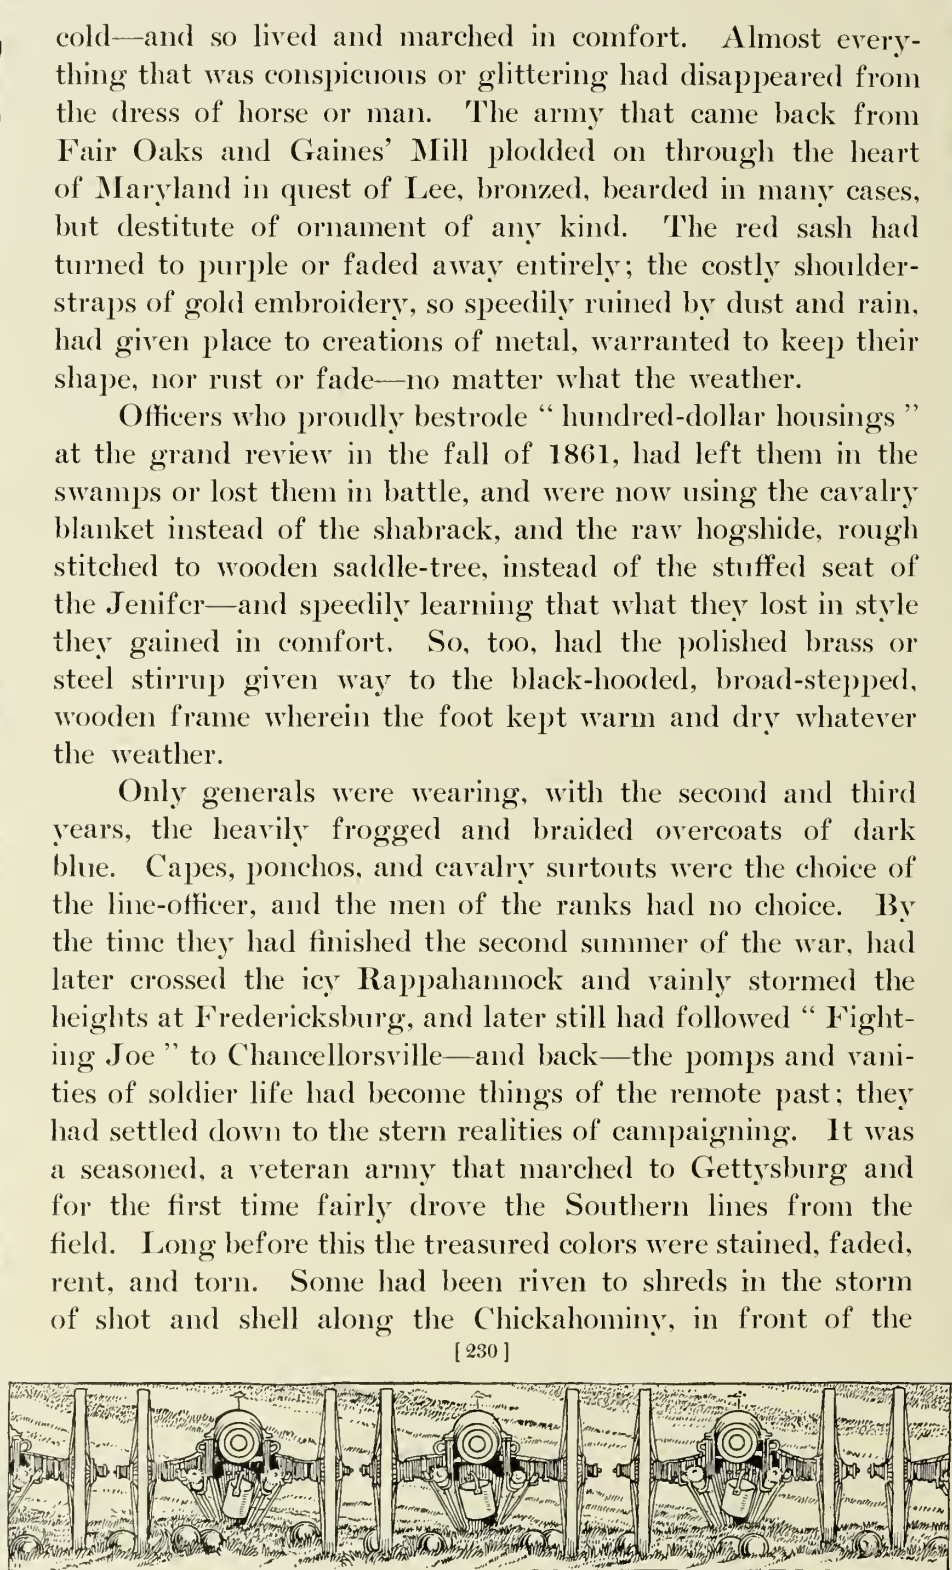 cold—and so lived and marched in comfort. Almost every-
thing that was conspicuous or glittering had disappeared from
the dress of horse or man. The army that came back from
Fair Oaks and Gaines' Mill plodded on through the heart
of Maryland in quest of Lee, bronzed, bearded in many cases,
but destitute of ornament of any kind. The red sash had
turned to purple or faded away entirely; the costly shoulder-
straps of gold embroidery, so speedily ruined by dust and rain,
had given place to creations of metal, warranted to keep their
shape, nor rust or fade—no matter what the weather.
Officers who proudly bestrode " hundred-dollar housings "
at the grand review in the fall of 1861, had left them in the
swamps or lost them in battle, and were now using the cavalry
blanket instead of the shabrack, and the raw hogshide, rough
stitched to wooden saddle-tree, instead of the stuffed seat of
the Jenifer—and speedily learning that what they lost in style
they gained in comfort. So, too, had the polished brass or
steel stirrup given way to the black-hooded, broad-stepped,
wooden frame wherein the foot kept warm and dry whatever
the weather.
Only generals were wearing, with the second and third
years, the heavily frogged and braided overcoats of dark
blue. Capes, ponchos, and cavalry surtouts were the choice of
the line-officer, and the men of the ranks had no choice. By
the time they had finished the second summer of the war, had
later crossed the icy Rappahannock and vainly stormed the
heights at Fredericksburg, and later still had followed " Fight-
ing Joe " to Chancellorsville—and back—the pomps and vani-
ties of soldier life had become things of the remote past; they
had settled down to the stern realities of campaigning. It was
a seasoned, a veteran army that marched to Gettysburg and
for the first time fairly drove the Southern lines from the
field. Long before this the treasured colors were stained, faded,
rent, and torn. Some had been riven to shreds in the storm
of shot and shell along the Chickahominy, in front of the
[230]